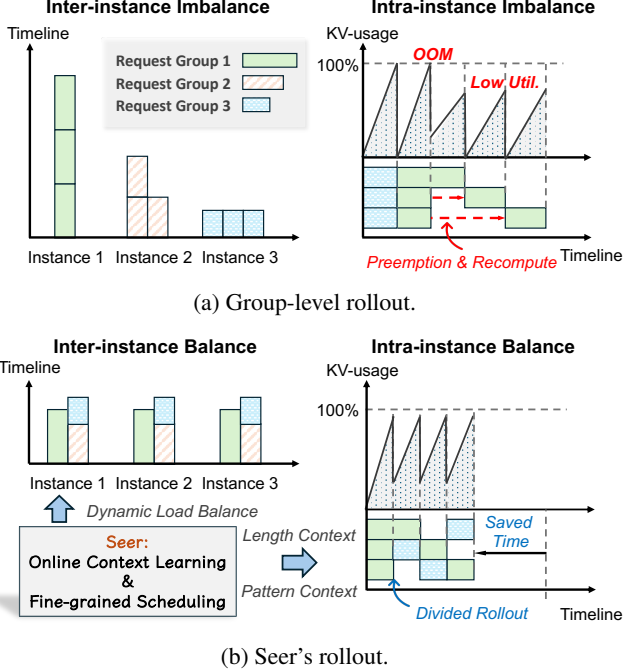 Inter-instance Imbalance
Timeline
Request Group 1
Request Group 2
Request Group 3
Instance 1 Instance 2 Instance 3
Intra-instance Imbalance
KV-usage
100%
OOM
Low Util.
Preemption & Recompute
Timeline
(a) Group-level rollout.
Inter-instance Balance
Timeline
Instance 1 Instance 2 Instance 3
Dynamic Load Balance
Seer:
Online Context Learning
&
Fine-grained Scheduling
Length Context
Pattern Context
Intra-instance Balance
KV-usage
100%
Saved
Time
Divided Rollout
Timeline
(b) Seer's rollout.